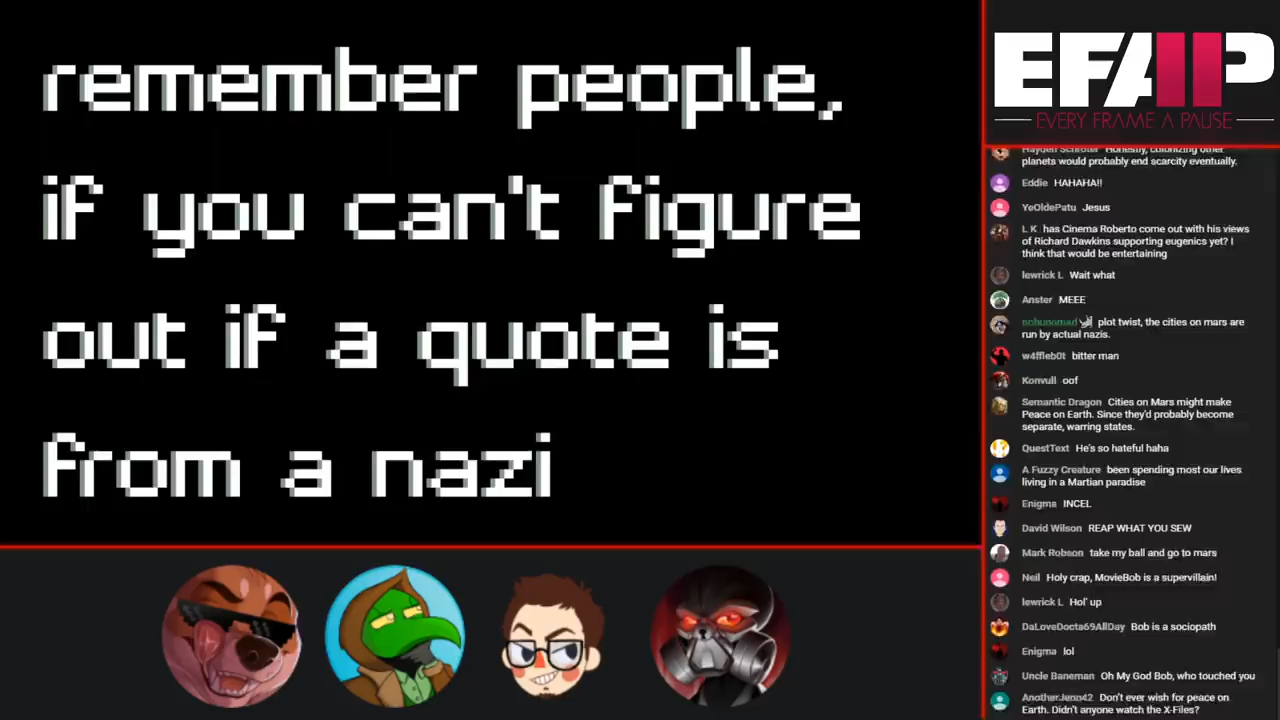 remember people,
if you can't figure
out if a quote is
from a nazi
EFAP
EVERY FRAME A PAUSE
Hayden Schroter Honestly, colonizing other
planets would probably end scarcity eventually.
Eddie HAHAHA!!
YeOldePatu Jesus
L K has Cinema Roberto come out with his views
of Richard Dawkins supporting eugenics yet? I
think that would be entertaining
lewrick L Wait what
Anster MEEE
plot twist, the cities on mars are
run by actual nazis.
w4ffleb0t bitter man
Konvull oof
Semantic Dragon Cities on Mars might make
Peace on Earth. Since they'd probably become
separate, warring states.
QuestText He's so hateful haha
A Fuzzy Creature been spending most our lives
living in a Martian paradise
Enigma INCEL
David Wilson REAP WHAT YOU SEW
Mark Robson take my ball and go to mars
Neil Holy crap, MovieBob is a supervillain!
lewrick L Hol' up
DaLoveDocta69AllDay Bob is a sociopath
Enigma lol
Uncle Baneman Oh My God Bob, who touched you
AnotherJenn42 Don't ever wish for peace on
Earth. Didn't anyone watch the X-Files?